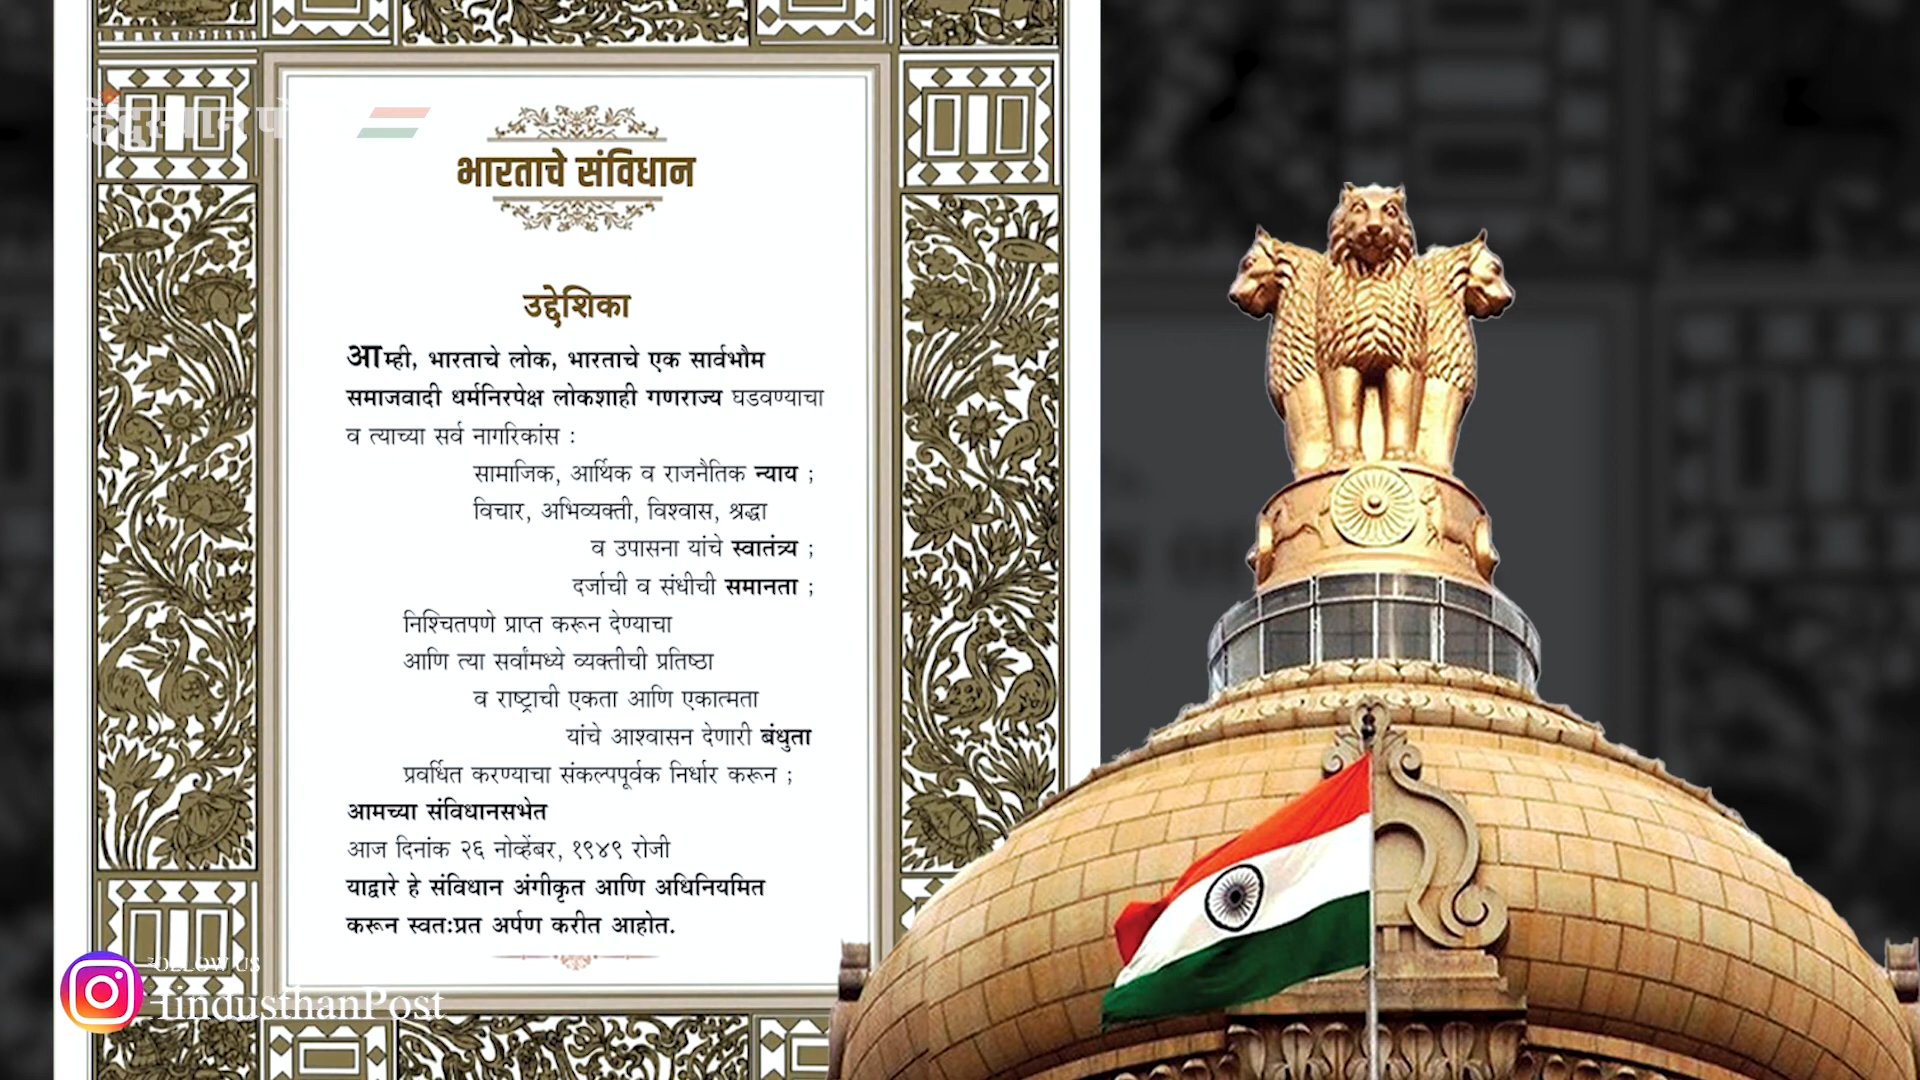 हिंदुस्थान
भारताचे संविधान
उद्देशिका
आम्ही, भारताचे लोक, भारताचे एक सार्वभौम
समाजवादी धर्मनिरपेक्ष लोकशाही गणराज्य घडवण्याचा
व त्याच्या सर्व नागरिकांस :
सामाजिक, आर्थिक व राजनैतिक न्याय ;
विचार, अभिव्यक्ती, विश्वास, श्रद्धा
व उपासना यांचे स्वातंत्र्य ;
दर्जाची व संधीची समानता ;
निश्चितपणे प्राप्त करून देण्याचा
आणि त्या सर्वांमध्ये व्यक्तीची प्रतिष्ठा
व राष्ट्राची एकता आणि एकात्मता
यांचे आश्वासन देणारी बंधुता
प्रवर्धित करण्याचा संकल्पपूर्वक निर्धार करून ;
आमच्या संविधानसभेत
आज दिनांक २६ नोव्हेंबर, १९४९ रोजी
याद्वारे हे संविधान अंगीकृत आणि अधिनियमित
करून स्वतःप्रत अर्पण करीत आहोत.
FOLLOW US
HindusthanPost